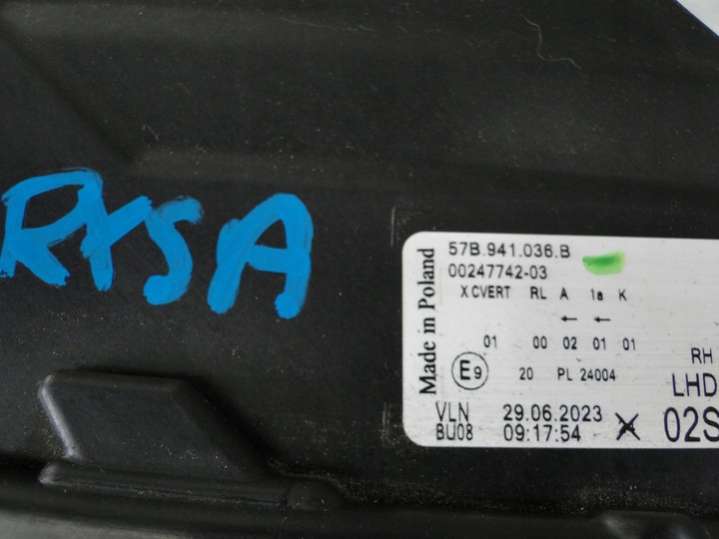 RYSA
Made in Poland
57B.941.036.B
00247742-03
X CVERT RL A 1a K
← ←
01 00 02 01 01
E9 20 PL 24004
RH
LHD
VLN 29.06.2023
BU08 09:17:54 X 02S